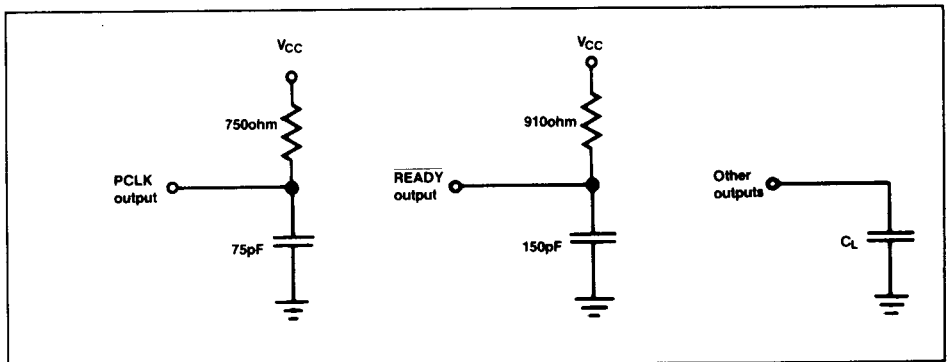 VCC
750ohm
PCLK
output
75pF
VCC
910ohm
READY
output
150pF
Other
outputs
CL